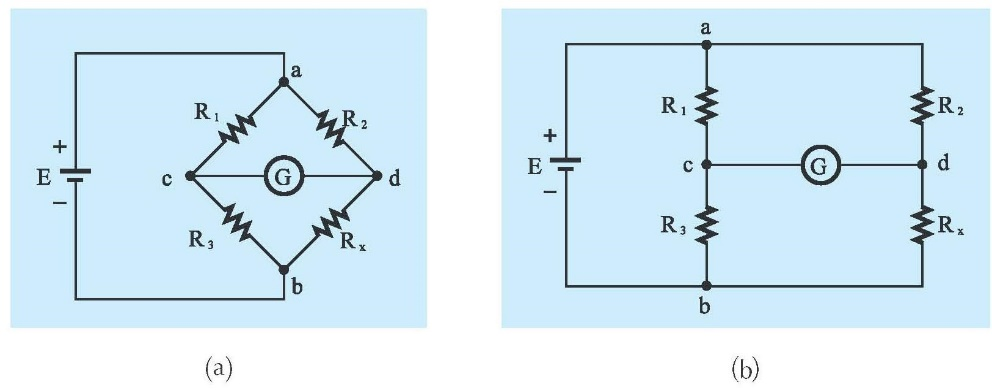 a
R₁
R₂
+
E
−
c
G
d
R₃
Rₓ
b
(a)
a
R₁
R₂
+
E
−
c
G
d
R₃
Rₓ
b
(b)